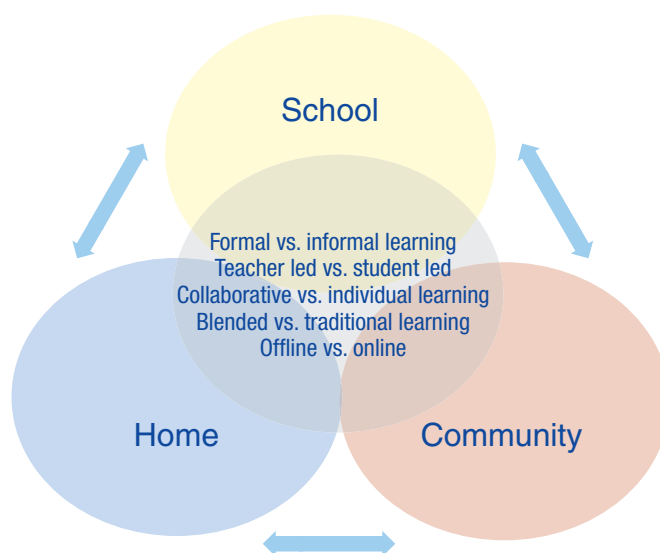 School
Formal vs. informal learning
Teacher led vs. student led
Collaborative vs. individual learning
Blended vs. traditional learning
Offline vs. online
Home
Community